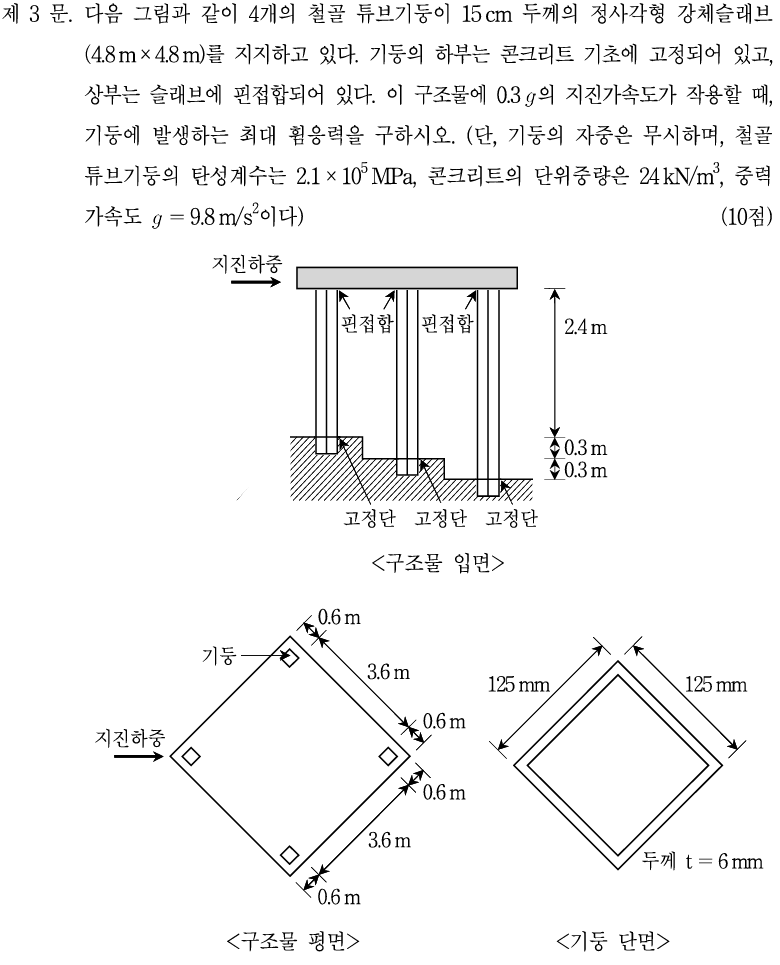 제 3 문. 다음 그림과 같이 4개의 철골 튜브기둥이 15 cm 두께의 정사각형 강체슬래브
(4.8 m × 4.8 m)를 지지하고 있다. 기둥의 하부는 콘크리트 기초에 고정되어 있고,
상부는 슬래브에 핀접합되어 있다. 이 구조물에 0.3 g의 지진가속도가 작용할 때,
기둥에 발생하는 최대 휨응력을 구하시오. (단, 기둥의 자중은 무시하며, 철골
튜브기둥의 탄성계수는 2.1 × 10⁵ MPa, 콘크리트의 단위중량은 24 kN/m³, 중력
가속도 g = 9.8 m/s²이다) (10점)
지진하중
핀접합 핀접합
2.4 m
0.3 m
0.3 m
고정단 고정단 고정단
<구조물 입면>
0.6 m
기둥
3.6 m
0.6 m
지진하중
0.6 m
3.6 m
0.6 m
<구조물 평면>
125 mm 125 mm
두께 t = 6 mm
<기둥 단면>